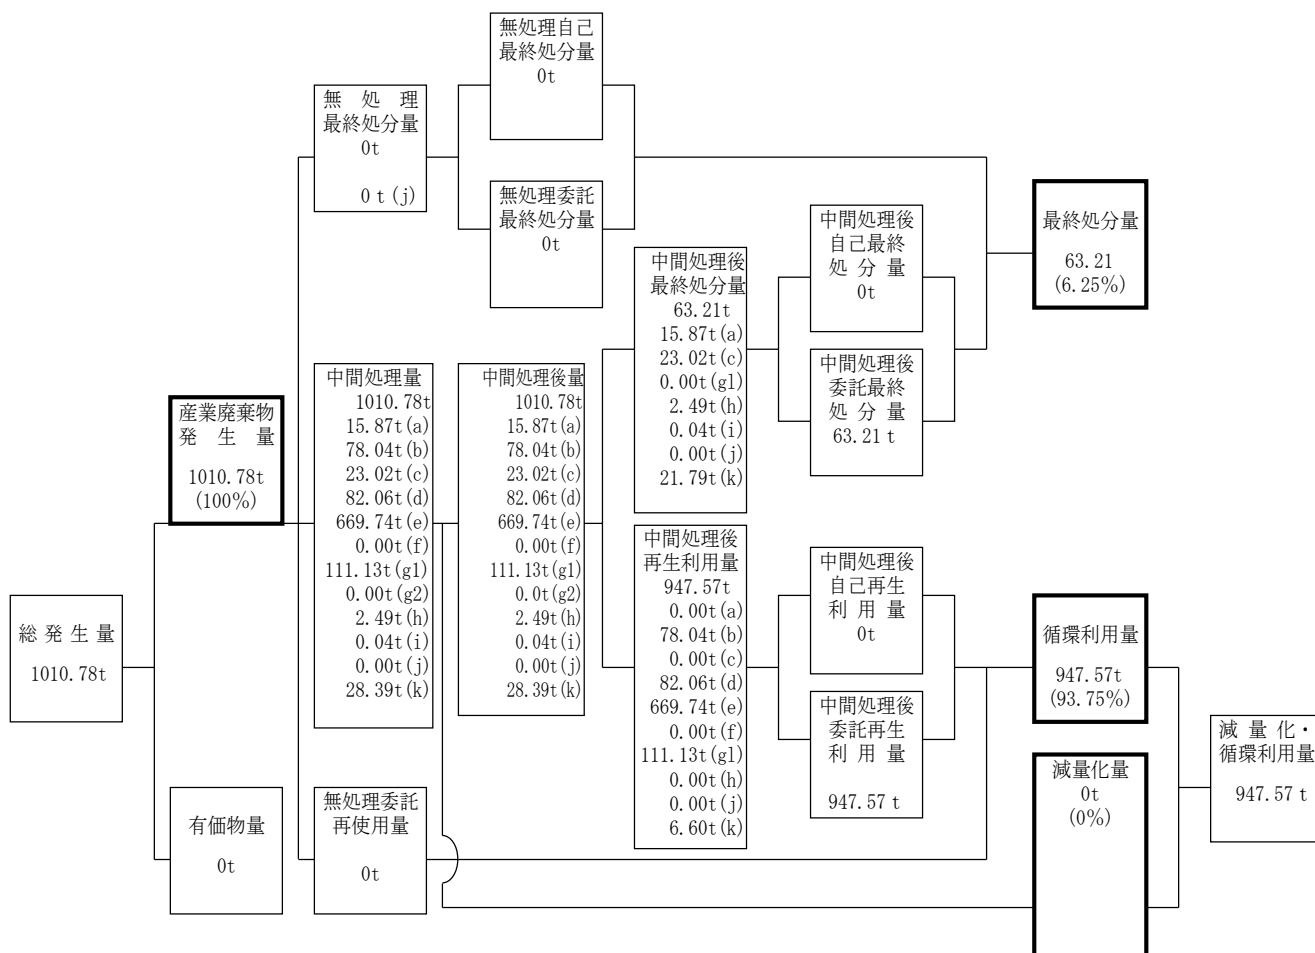 総発生量
1010.78t
産業廃棄物
発　生　量
1010.78t
(100%)
有価物量
0t
無　処　理
最終処分量
0t
0 t (j)
中間処理量
1010.78t
15.87t(a)
78.04t(b)
23.02t(c)
82.06t(d)
669.74t(e)
0.00t(f)
111.13t(g1)
0.00t(g2)
2.49t(h)
0.04t(i)
0.00t(j)
28.39t(k)
無処理委託
再使用量
0t
無処理自己
最終処分量
0t
無処理委託
最終処分量
0t
中間処理後量
1010.78t
15.87t(a)
78.04t(b)
23.02t(c)
82.06t(d)
669.74t(e)
0.00t(f)
111.13t(g1)
0.0t(g2)
2.49t(h)
0.04t(i)
0.00t(j)
28.39t(k)
中間処理後
最終処分量
63.21t
15.87t(a)
23.02t(c)
0.00t(g1)
2.49t(h)
0.04t(i)
0.00t(j)
21.79t(k)
中間処理後
再生利用量
947.57t
0.00t(a)
78.04t(b)
0.00t(c)
82.06t(d)
669.74t(e)
0.00t(f)
111.13t(g1)
0.00t(h)
0.00t(j)
6.60t(k)
中間処理後
自己最終
処 分 量
0t
中間処理後
委託最終
処 分 量
63.21 t
中間処理後
自己再生
利 用 量
0t
中間処理後
委託再生
利 用 量
947.57 t
最終処分量
63.21
(6.25%)
循環利用量
947.57t
(93.75%)
減量化量
0t
(0%)
減 量 化・
循環利用量
947.57 t